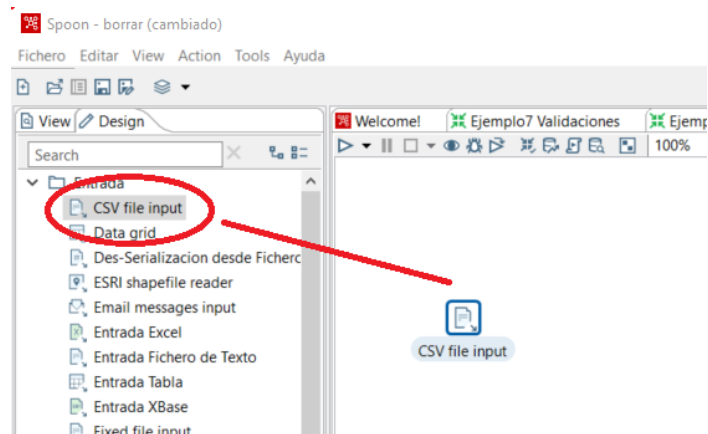 Spoon - borrar (cambiado)
Fichero Editar View Action Tools Ayuda
View Design
Welcome! Ejemplo7 Validaciones Ejemp
Search
100%
Entrada
CSV file input
Data grid
Des-Serializacion desde Fichero
ESRI shapefile reader
Email messages input
Entrada Excel
Entrada Fichero de Texto
Entrada Tabla
Entrada XBase
Fixed file input
CSV file input